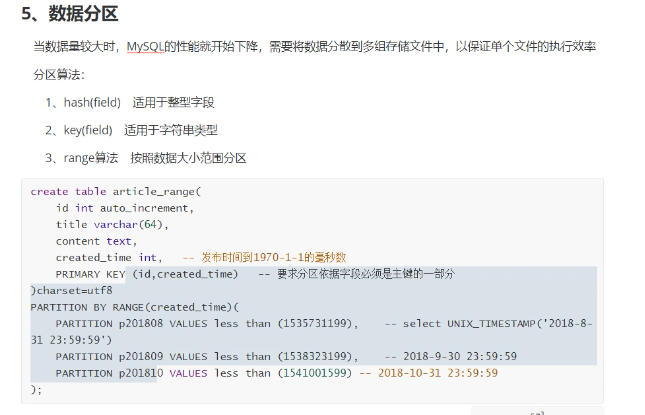 5、数据分区
当数据量较大时，MySQL的性能就开始下降，需要将数据分散到多组存储文件中，以保证单个文件的执行效率
分区算法：
1、hash(field)　适用于整型字段
2、key(field)　适用于字符串类型
3、range算法　按照数据大小范围分区
create table article_range(
    id int auto_increment,
    title varchar(64),
    content text,
    created_time int,   -- 发布时间到1970-1-1的毫秒数
    PRIMARY KEY (id,created_time)   -- 要求分区依据字段必须是主键的一部分
)charset=utf8
PARTITION BY RANGE(created_time)(
    PARTITION p201808 VALUES less than (1535731199),    -- select UNIX_TIMESTAMP('2018-8-
31 23:59:59')
    PARTITION p201809 VALUES less than (1538323199),    -- 2018-9-30 23:59:59
    PARTITION p201810 VALUES less than (1541001599) -- 2018-10-31 23:59:59
);